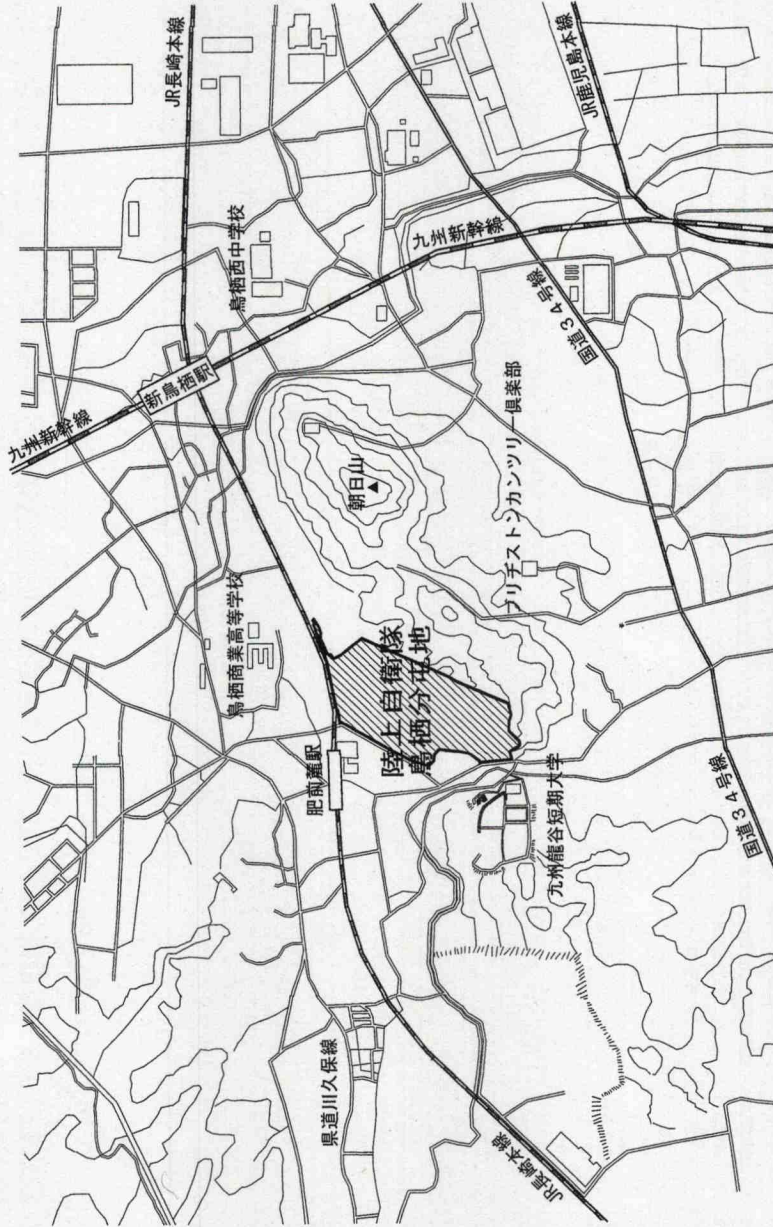 JR長崎本線
JR鹿児島本線
鳥栖西中学校
九州新幹線
九州新幹線
新鳥栖駅
国道34号線
朝日山
ブリヂストンカンツリー倶楽部
鳥栖商業高等学校
陸上自衛隊
鳥栖分屯地
肥前麓駅
九州龍谷短期大学
国道34号線
県道川久保線
JR長崎本線